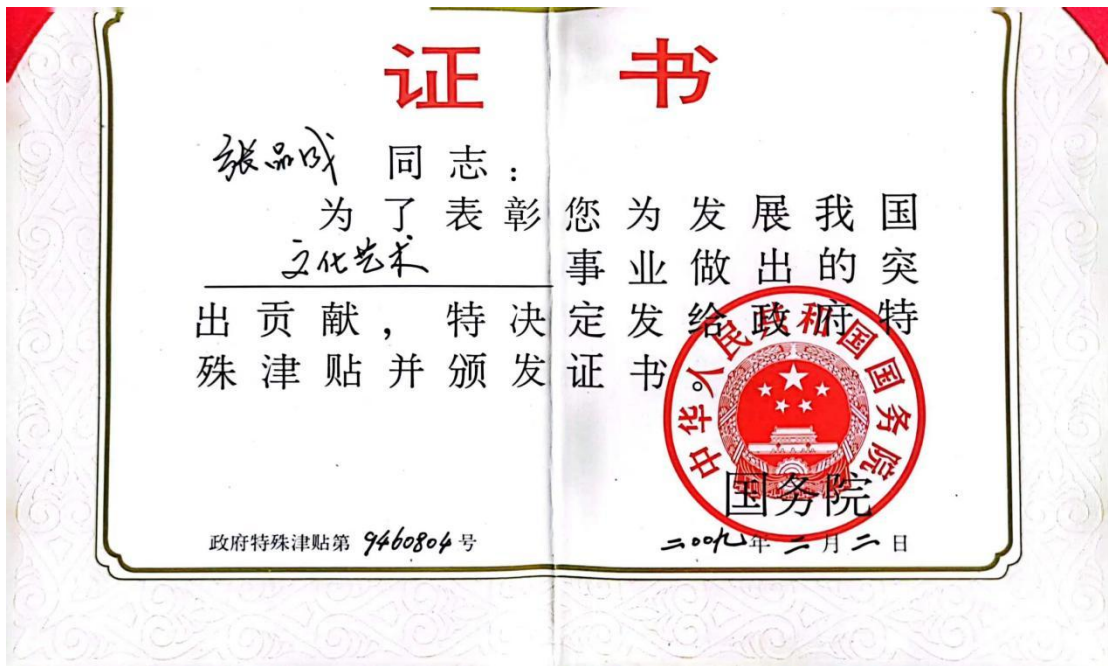 证书
张品成 同志:
为了表彰您为发展我国
文化艺术 事业做出的突
出贡献,特决定发给政府特
殊津贴并颁发证书。
中华人民共和国国务院
国务院
政府特殊津贴第 9460804 号
二00九年二月二日